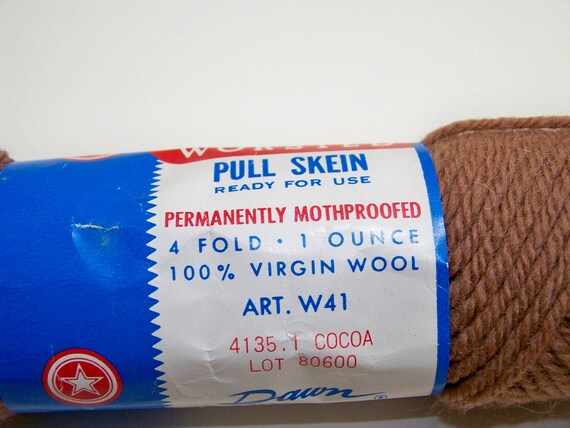 WORSTED
PULL SKEIN
READY FOR USE
PERMANENTLY MOTHPROOFED
4 FOLD • 1 OUNCE
100% VIRGIN WOOL
ART. W41
4135.1 COCOA
LOT 80600
Dawn ®